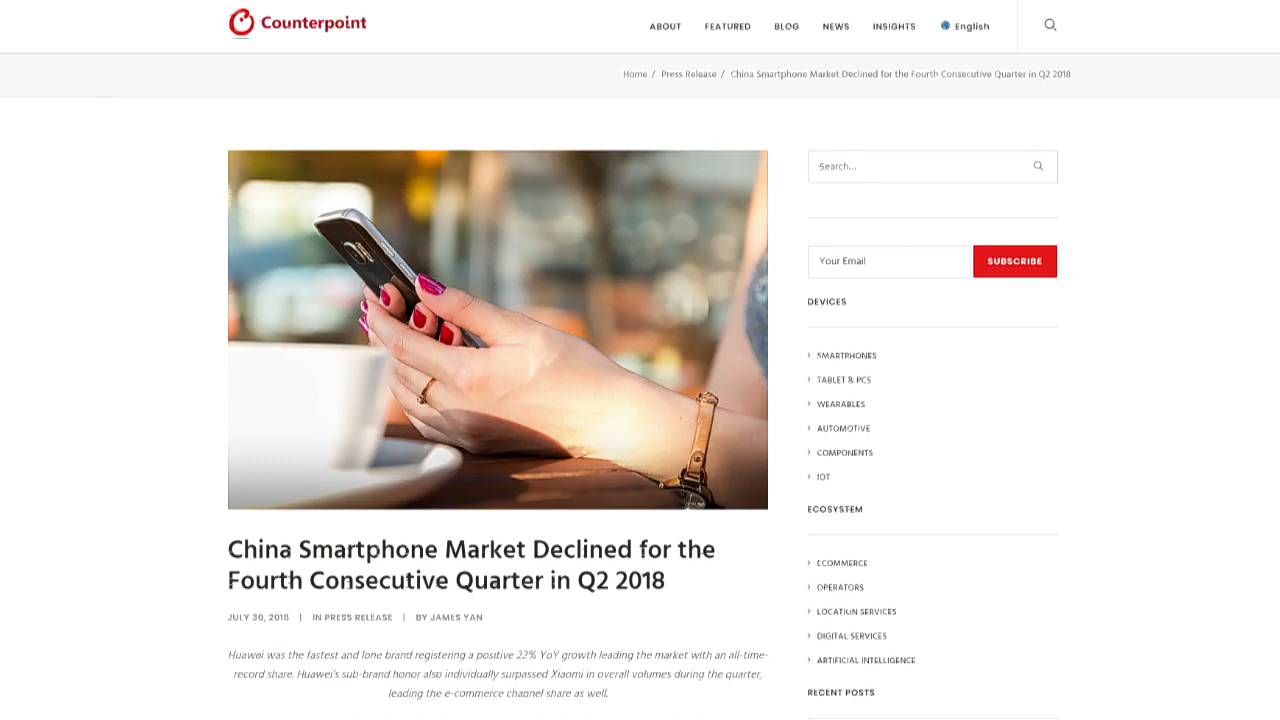 Counterpoint
ABOUT FEATURED BLOG NEWS INSIGHTS English
Home / Press Release / China Smartphone Market Declined for the Fourth Consecutive Quarter in Q2 2018
Search...
Your Email SUBSCRIBE
DEVICES
SMARTPHONES
TABLET & PCS
WEARABLES
AUTOMOTIVE
COMPONENTS
IOT
ECOSYSTEM
ECOMMERCE
OPERATORS
LOCATION SERVICES
DIGITAL SERVICES
ARTIFICIAL INTELLIGENCE
RECENT POSTS
China Smartphone Market Declined for the
Fourth Consecutive Quarter in Q2 2018
JULY 30, 2018 | IN PRESS RELEASE | BY JAMES YAN
Huawei was the fastest and lone brand registering a positive 22% YoY growth leading the market with an all-time-
record share. Huawei's sub-brand honor also individually surpassed Xiaomi in overall volumes during the quarter,
leading the e-commerce channel share as well.